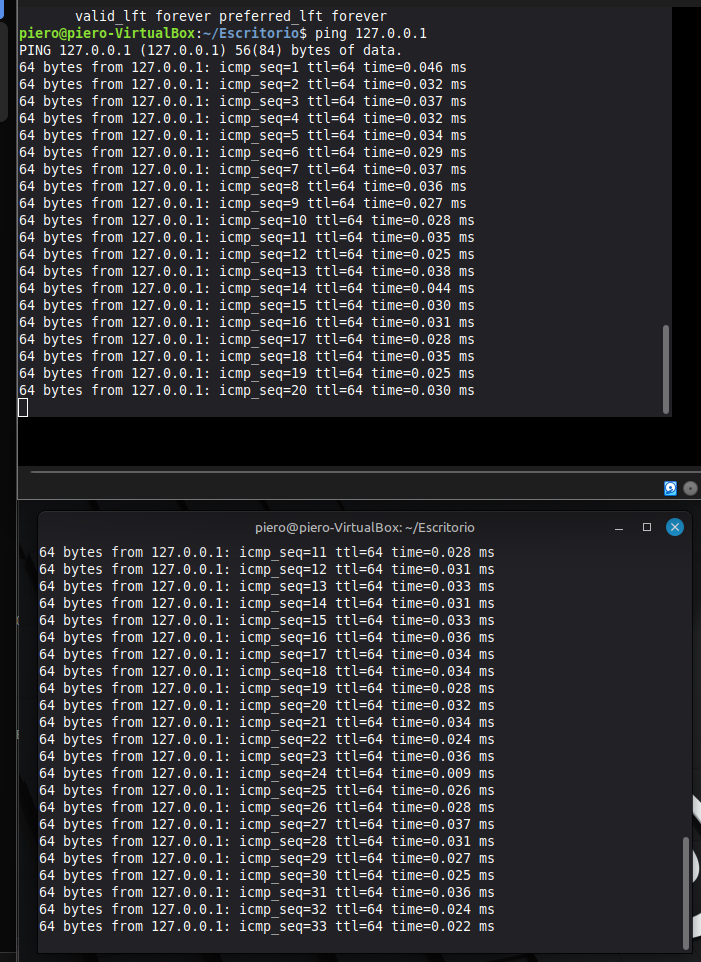 valid_lft forever preferred_lft forever
piero@piero-VirtualBox:~/Escritorio$ ping 127.0.0.1
PING 127.0.0.1 (127.0.0.1) 56(84) bytes of data.
64 bytes from 127.0.0.1: icmp_seq=1 ttl=64 time=0.046 ms
64 bytes from 127.0.0.1: icmp_seq=2 ttl=64 time=0.032 ms
64 bytes from 127.0.0.1: icmp_seq=3 ttl=64 time=0.037 ms
64 bytes from 127.0.0.1: icmp_seq=4 ttl=64 time=0.032 ms
64 bytes from 127.0.0.1: icmp_seq=5 ttl=64 time=0.034 ms
64 bytes from 127.0.0.1: icmp_seq=6 ttl=64 time=0.029 ms
64 bytes from 127.0.0.1: icmp_seq=7 ttl=64 time=0.037 ms
64 bytes from 127.0.0.1: icmp_seq=8 ttl=64 time=0.036 ms
64 bytes from 127.0.0.1: icmp_seq=9 ttl=64 time=0.027 ms
64 bytes from 127.0.0.1: icmp_seq=10 ttl=64 time=0.028 ms
64 bytes from 127.0.0.1: icmp_seq=11 ttl=64 time=0.035 ms
64 bytes from 127.0.0.1: icmp_seq=12 ttl=64 time=0.025 ms
64 bytes from 127.0.0.1: icmp_seq=13 ttl=64 time=0.038 ms
64 bytes from 127.0.0.1: icmp_seq=14 ttl=64 time=0.044 ms
64 bytes from 127.0.0.1: icmp_seq=15 ttl=64 time=0.030 ms
64 bytes from 127.0.0.1: icmp_seq=16 ttl=64 time=0.031 ms
64 bytes from 127.0.0.1: icmp_seq=17 ttl=64 time=0.028 ms
64 bytes from 127.0.0.1: icmp_seq=18 ttl=64 time=0.035 ms
64 bytes from 127.0.0.1: icmp_seq=19 ttl=64 time=0.025 ms
64 bytes from 127.0.0.1: icmp_seq=20 ttl=64 time=0.030 ms
piero@piero-VirtualBox: ~/Escritorio
64 bytes from 127.0.0.1: icmp_seq=11 ttl=64 time=0.028 ms
64 bytes from 127.0.0.1: icmp_seq=12 ttl=64 time=0.031 ms
64 bytes from 127.0.0.1: icmp_seq=13 ttl=64 time=0.033 ms
64 bytes from 127.0.0.1: icmp_seq=14 ttl=64 time=0.031 ms
64 bytes from 127.0.0.1: icmp_seq=15 ttl=64 time=0.033 ms
64 bytes from 127.0.0.1: icmp_seq=16 ttl=64 time=0.036 ms
64 bytes from 127.0.0.1: icmp_seq=17 ttl=64 time=0.034 ms
64 bytes from 127.0.0.1: icmp_seq=18 ttl=64 time=0.034 ms
64 bytes from 127.0.0.1: icmp_seq=19 ttl=64 time=0.028 ms
64 bytes from 127.0.0.1: icmp_seq=20 ttl=64 time=0.032 ms
64 bytes from 127.0.0.1: icmp_seq=21 ttl=64 time=0.034 ms
64 bytes from 127.0.0.1: icmp_seq=22 ttl=64 time=0.024 ms
64 bytes from 127.0.0.1: icmp_seq=23 ttl=64 time=0.036 ms
64 bytes from 127.0.0.1: icmp_seq=24 ttl=64 time=0.009 ms
64 bytes from 127.0.0.1: icmp_seq=25 ttl=64 time=0.026 ms
64 bytes from 127.0.0.1: icmp_seq=26 ttl=64 time=0.028 ms
64 bytes from 127.0.0.1: icmp_seq=27 ttl=64 time=0.037 ms
64 bytes from 127.0.0.1: icmp_seq=28 ttl=64 time=0.031 ms
64 bytes from 127.0.0.1: icmp_seq=29 ttl=64 time=0.027 ms
64 bytes from 127.0.0.1: icmp_seq=30 ttl=64 time=0.025 ms
64 bytes from 127.0.0.1: icmp_seq=31 ttl=64 time=0.036 ms
64 bytes from 127.0.0.1: icmp_seq=32 ttl=64 time=0.024 ms
64 bytes from 127.0.0.1: icmp_seq=33 ttl=64 time=0.022 ms